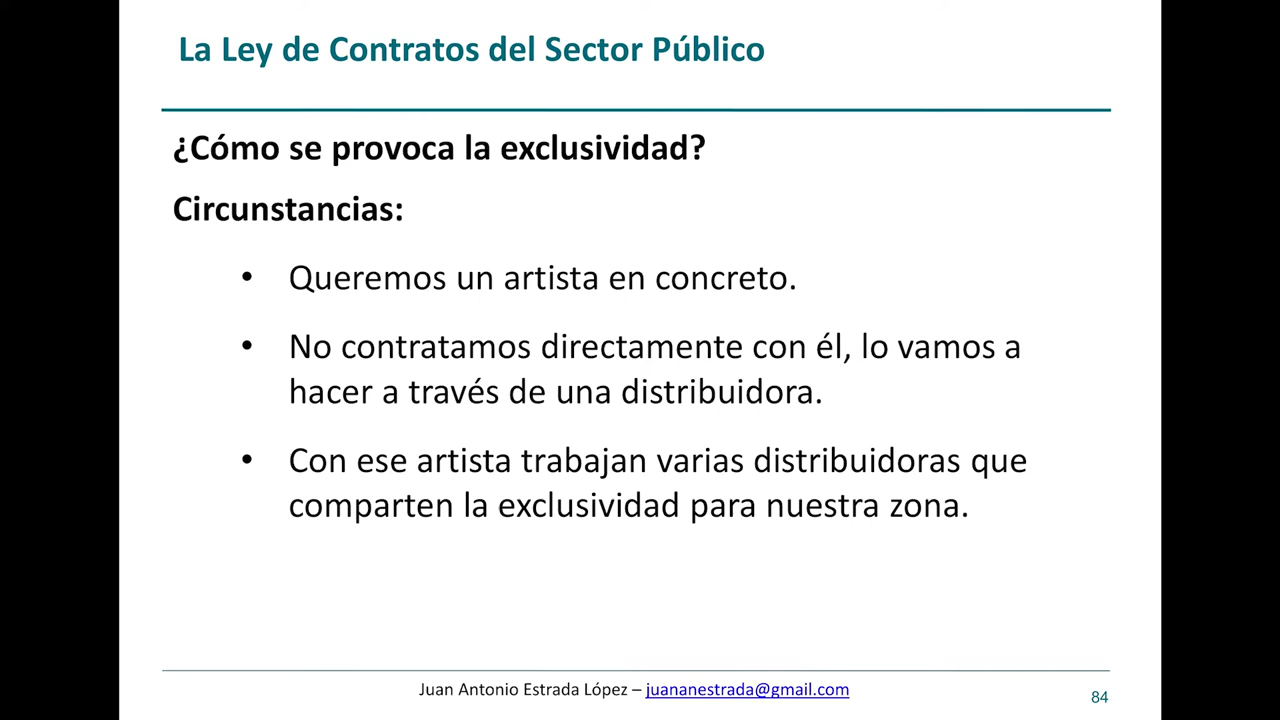 La Ley de Contratos del Sector Público
¿Cómo se provoca la exclusividad?
Circunstancias:
• Queremos un artista en concreto.
• No contratamos directamente con él, lo vamos a
hacer a través de una distribuidora.
• Con ese artista trabajan varias distribuidoras que
comparten la exclusividad para nuestra zona.
Juan Antonio Estrada López – juananestrada@gmail.com
84